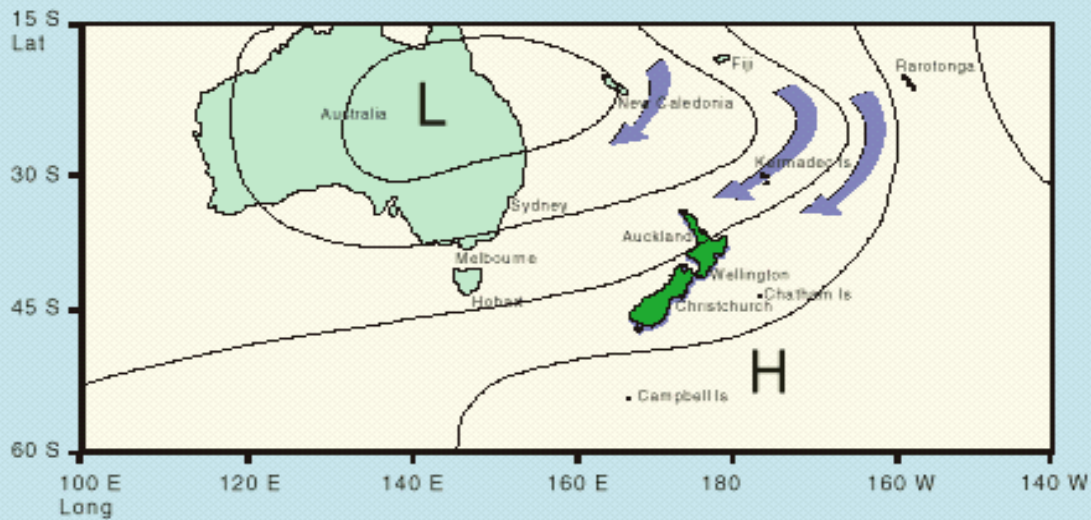 15 S
Lat
Fiji
Rarotonga
L
Australia
New Caledonia
30 S
Kermadec Is
Sydney
Auckland
Melbourne
Wellington
Hobart
Chatham Is
Christchurch
45 S
H
Campbell Is
60 S
100 E
120 E
140 E
160 E
180
160 W
140 W
Long